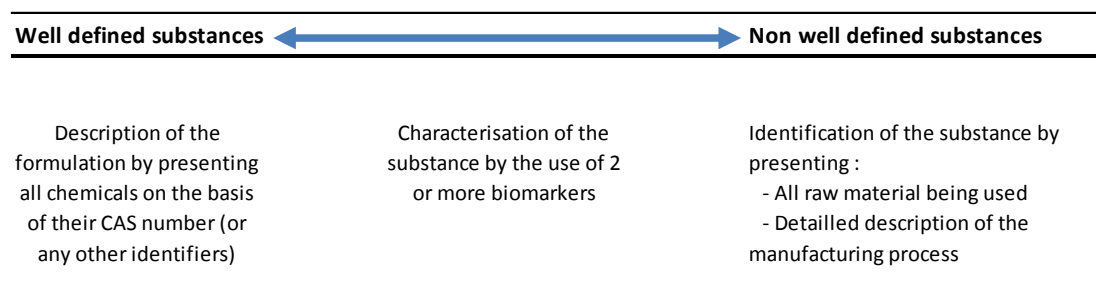 Well defined substances
Non well defined substances
Description of the
formulation by presenting
all chemicals on the basis
of their CAS number (or
any other identifiers)
Characterisation of the
substance by the use of 2
or more biomarkers
Identification of the substance by
presenting :
- All raw material being used
- Detailled description of the
manufacturing process